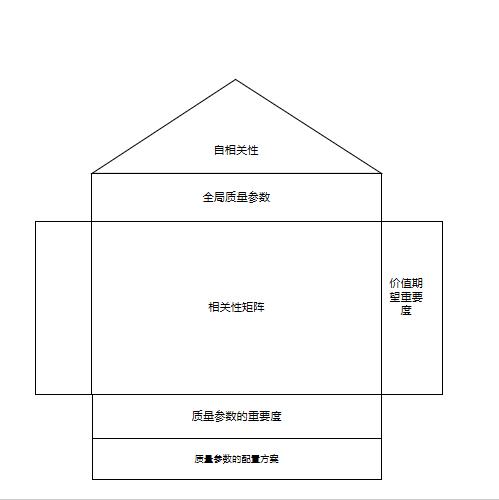 自相关性
全局质量参数
价值期
望重要
度
相关性矩阵
质量参数的重要度
质量参数的配置方案